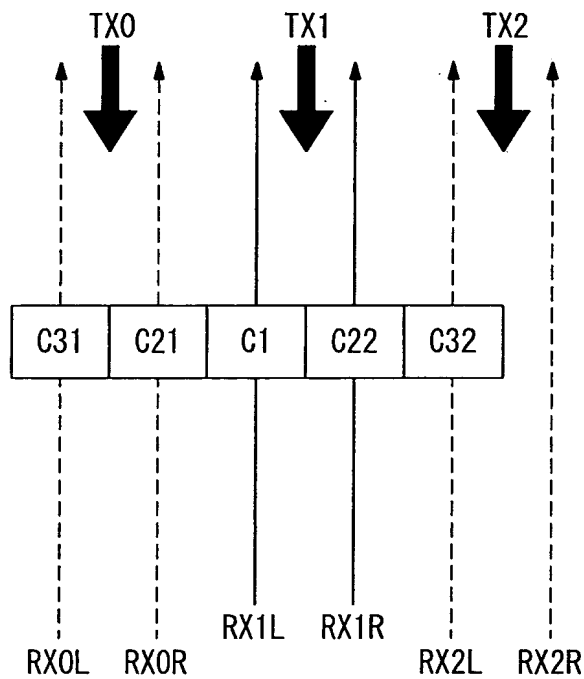 TX0 TX1 TX2
C31 C21 C1 C22 C32
RX1L RX1R
RX0L RX0R RX2L RX2R